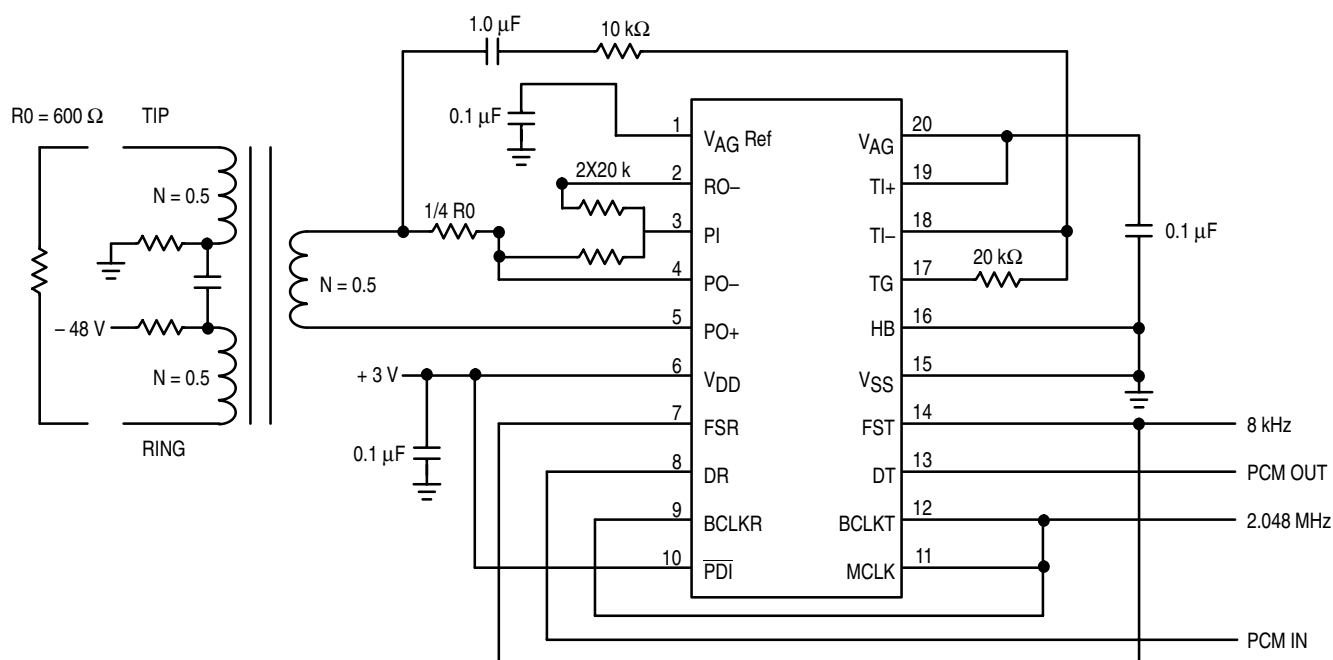 1.0 µF
10 kΩ
0.1 µF
R0 = 600 Ω
TIP
N = 0.5
– 48 V
N = 0.5
RING
N = 0.5
1/4 R0
2X20 k
+ 3 V
0.1 µF
1
VAG Ref
2
RO–
3
PI
4
PO–
5
PO+
6
VDD
7
FSR
8
DR
9
BCLKR
10
PDI
20
VAG
19
TI+
18
TI–
17
TG
20 kΩ
16
HB
15
VSS
14
FST
13
DT
12
BCLKT
11
MCLK
0.1 µF
8 kHz
PCM OUT
2.048 MHz
PCM IN